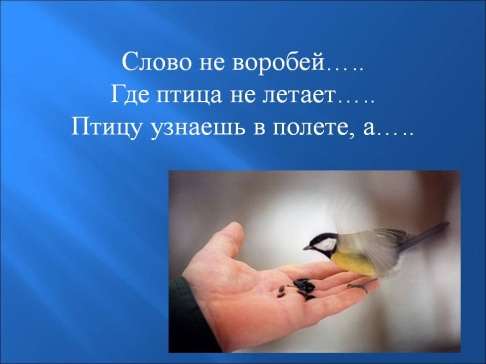 Слово не воробей…..
Где птица не летает…..
Птицу узнаешь в полете, а…..